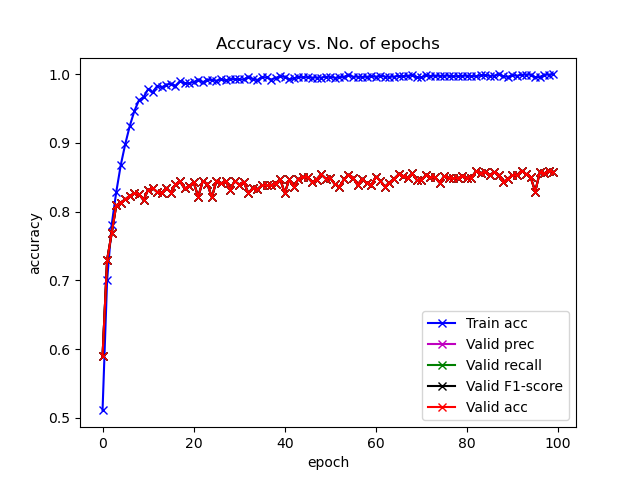 Accuracy vs. No. of epochs
1.0
0.9
0.8
0.7
0.6
0.5
accuracy
0 20 40 60 80 100
epoch
Train acc
Valid prec
Valid recall
Valid F1-score
Valid acc